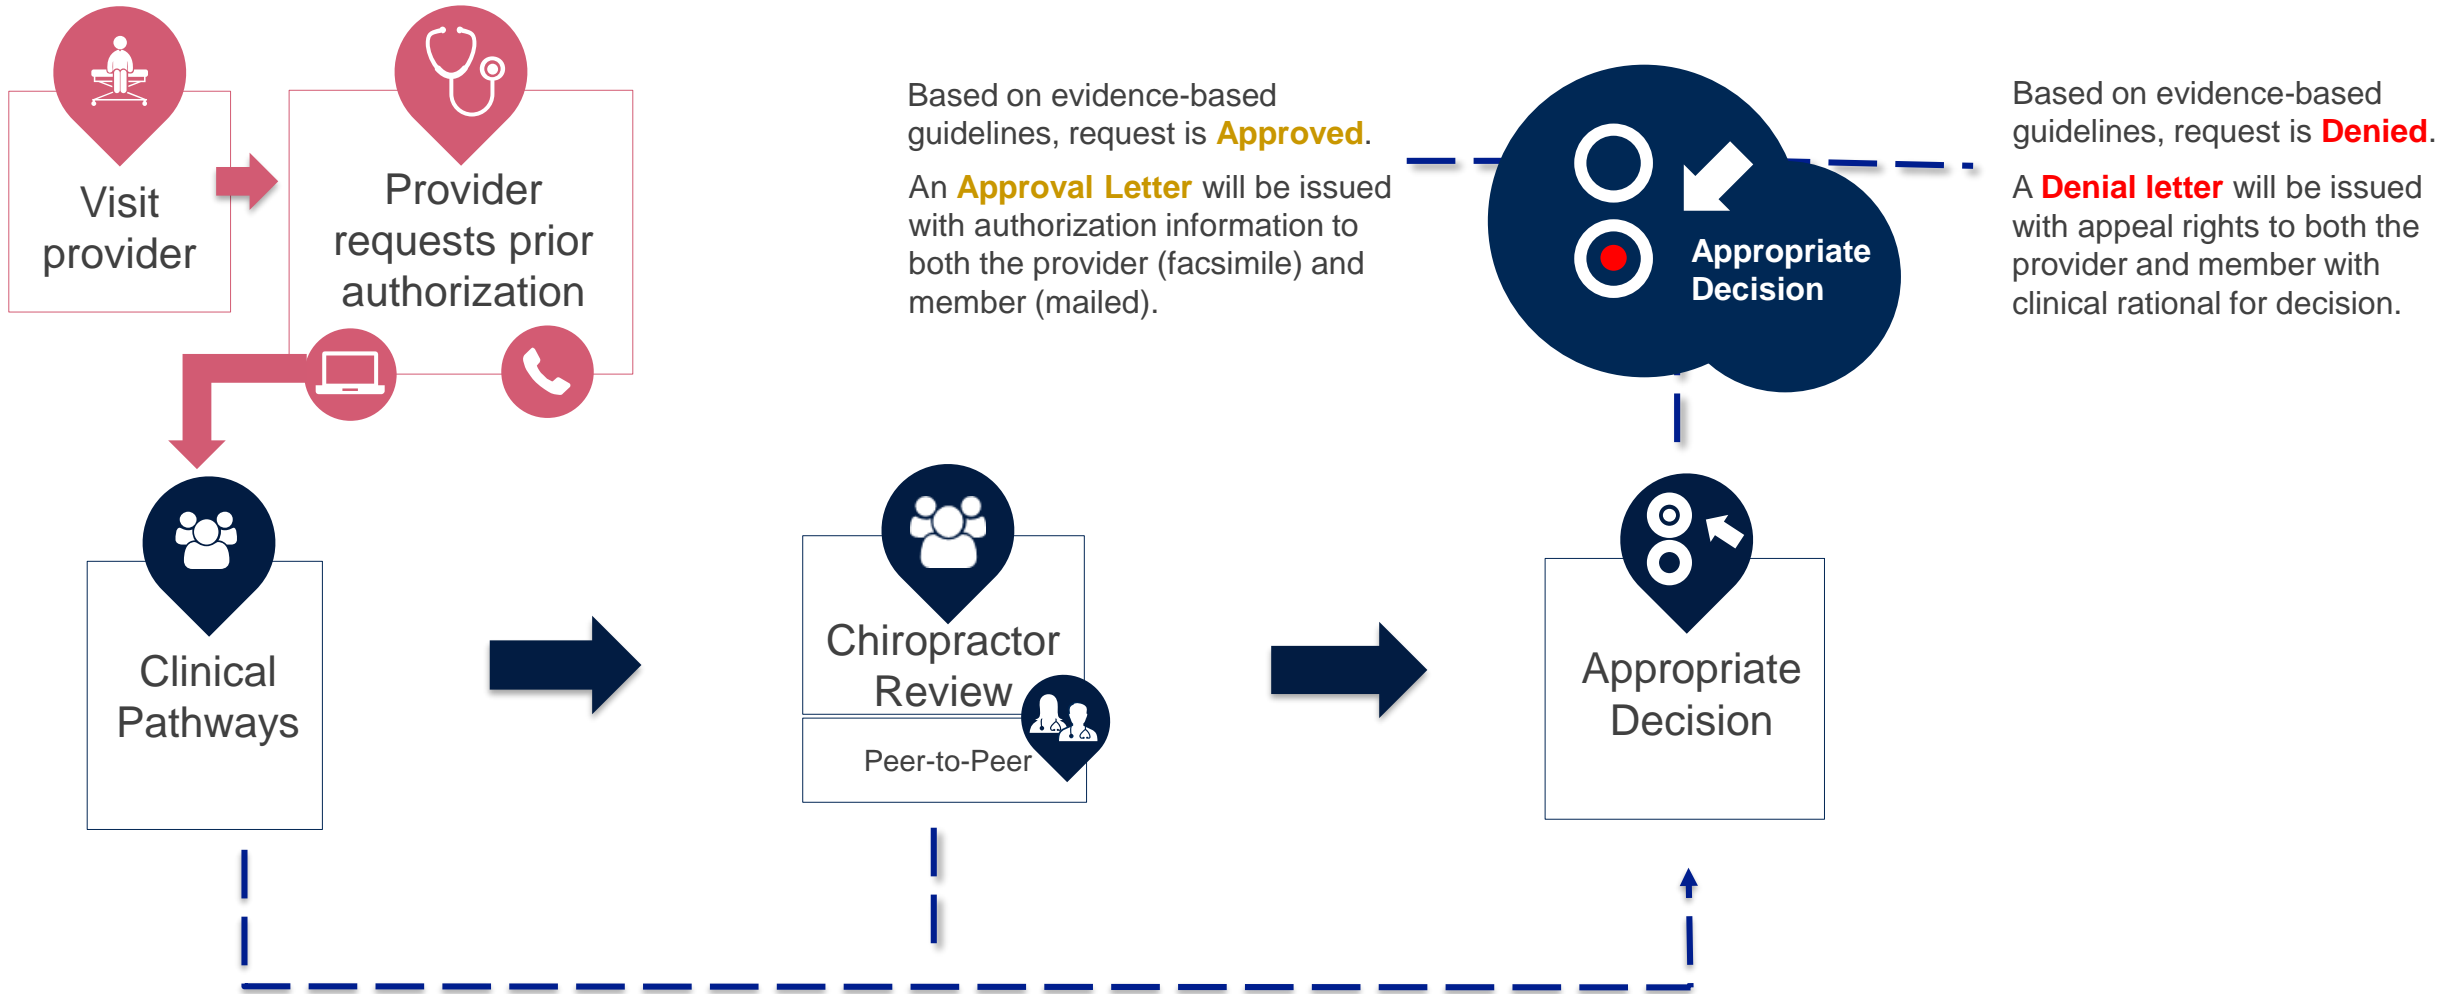 Visit
provider
Provider
requests prior
authorization
Based on evidence-based
guidelines, request is Approved.
An Approval Letter will be issued
with authorization information to
both the provider (facsimile) and
member (mailed).
Appropriate
Decision
Based on evidence-based
guidelines, request is Denied.
A Denial letter will be issued
with appeal rights to both the
provider and member with
clinical rational for decision.
Clinical
Pathways
Chiropractor
Review
Peer-to-Peer
Appropriate
Decision